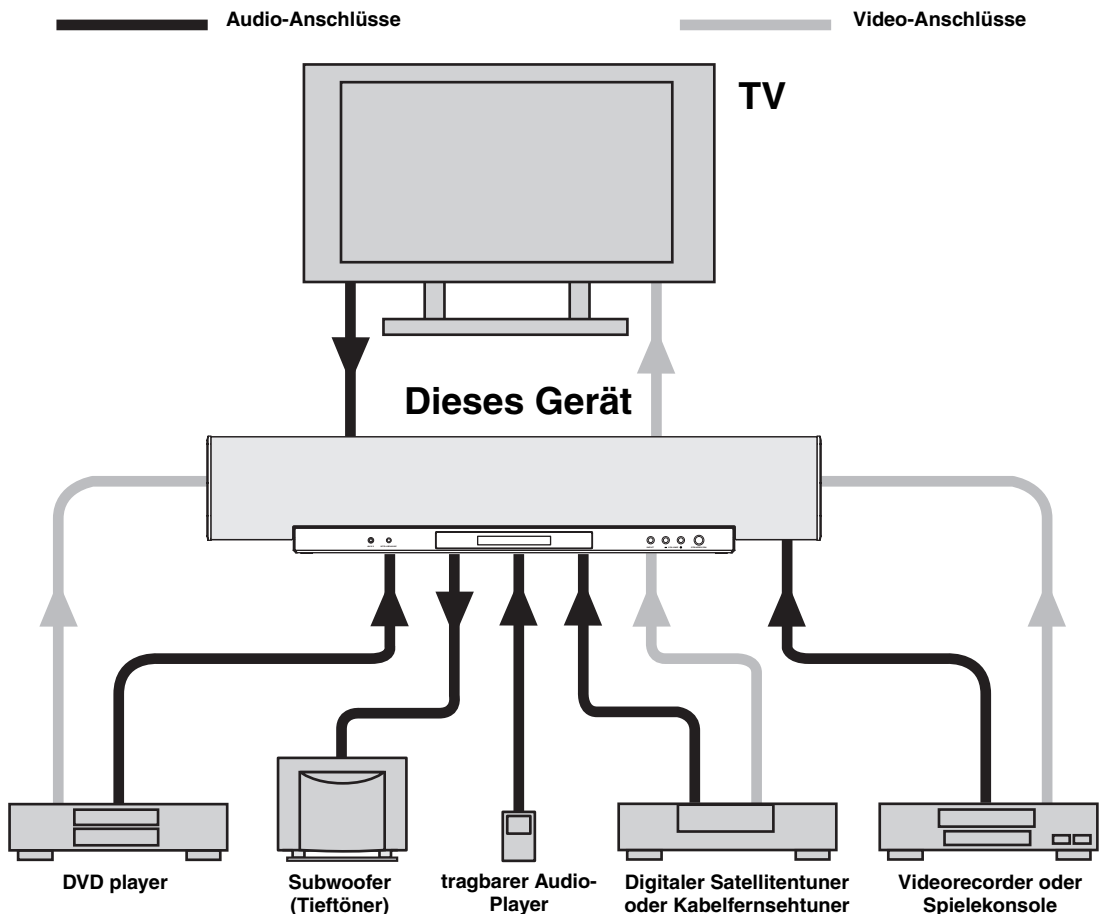 Audio-Anschlüsse
Video-Anschlüsse
TV
Dieses Gerät
DVD player
Subwoofer
(Tieftöner)
tragbarer Audio-
Player
Digitaler Satellitentuner
oder Kabelfernsehtuner
Videorecorder oder
Spielekonsole